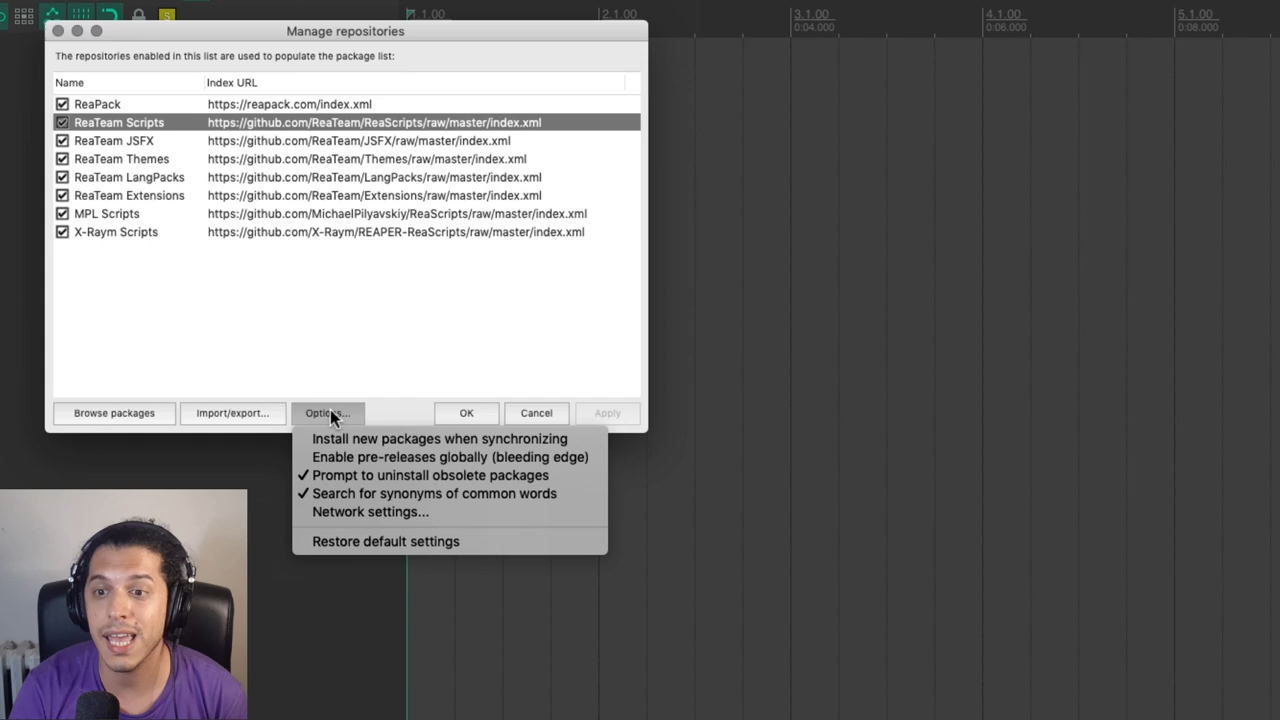 1.1.00
2.1.00
3.1.00
0:04.000
4.1.00
0:06.000
5.1.00
0:08.000
S
Manage repositories
The repositories enabled in this list are used to populate the package list:
Name Index URL
ReaPack https://reapack.com/index.xml
ReaTeam Scripts https://github.com/ReaTeam/ReaScripts/raw/master/index.xml
ReaTeam JSFX https://github.com/ReaTeam/JSFX/raw/master/index.xml
ReaTeam Themes https://github.com/ReaTeam/Themes/raw/master/index.xml
ReaTeam LangPacks https://github.com/ReaTeam/LangPacks/raw/master/index.xml
ReaTeam Extensions https://github.com/ReaTeam/Extensions/raw/master/index.xml
MPL Scripts https://github.com/MichaelPilyavskiy/ReaScripts/raw/master/index.xml
X-Raym Scripts https://github.com/X-Raym/REAPER-ReaScripts/raw/master/index.xml
Browse packages Import/export... Options... OK Cancel Apply
Install new packages when synchronizing
Enable pre-releases globally (bleeding edge)
Prompt to uninstall obsolete packages
Search for synonyms of common words
Network settings...
Restore default settings